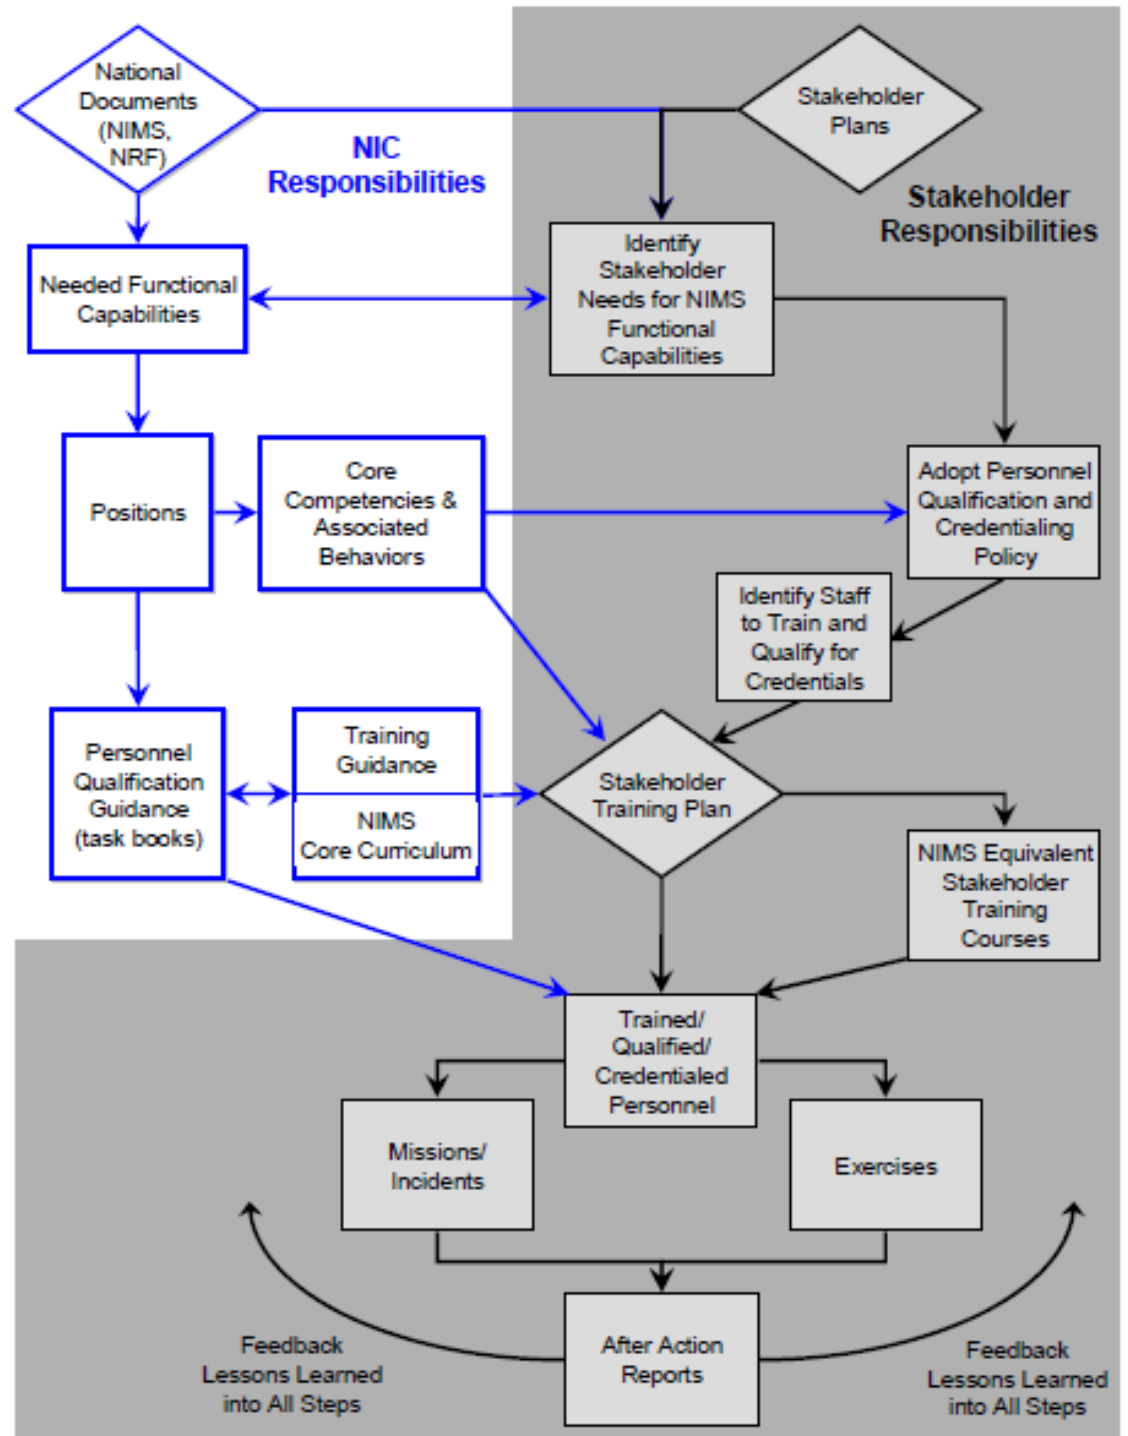 National
Documents
(NIMS,
NRF)
Stakeholder
Plans
NIC
Responsibilities
Stakeholder
Responsibilities
Needed Functional
Capabilities
Identify
Stakeholder
Needs for NIMS
Functional
Capabilities
Positions
Core
Competencies &
Associated
Behaviors
Adopt Personnel
Qualification and
Credentialing
Policy
Identify Staff
to Train and
Qualify for
Credentials
Personnel
Qualification
Guidance
(task books)
Training
Guidance
NIMS
Core Curriculum
Stakeholder
Training Plan
NIMS Equivalent
Stakeholder
Training
Courses
Trained/
Qualified/
Credentialed
Personnel
Missions/
Incidents
Exercises
After Action
Reports
Feedback
Lessons Learned
into All Steps
Feedback
Lessons Learned
into All Steps